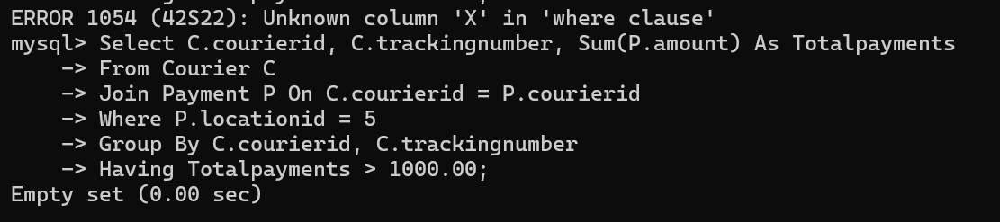 ERROR 1054 (42S22): Unknown column 'X' in 'where clause'
mysql> Select C.courierid, C.trackingnumber, Sum(P.amount) As Totalpayments
    -> From Courier C
    -> Join Payment P On C.courierid = P.courierid
    -> Where P.locationid = 5
    -> Group By C.courierid, C.trackingnumber
    -> Having Totalpayments > 1000.00;
Empty set (0.00 sec)